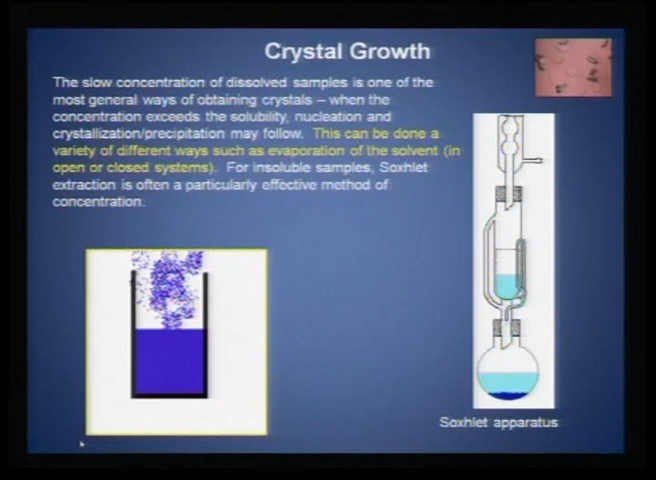 Crystal Growth
The slow concentration of dissolved samples is one of the
most general ways of obtaining crystals – when the
concentration exceeds the solubility, nucleation and
crystallization/precipitation may follow. This can be done a
variety of different ways such as evaporation of the solvent (in
open or closed systems). For insoluble samples, Soxhlet
extraction is often a particularly effective method of
concentration.
Soxhlet apparatus